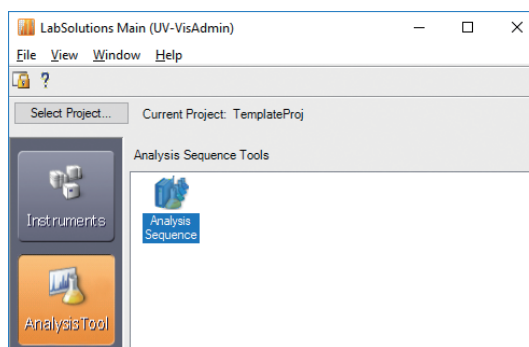 LabSolutions Main (UV-VisAdmin)
File View Window Help
?
Select Project... Current Project: TemplateProj
Analysis Sequence Tools
Instruments
Analysis
Sequence
AnalysisTool